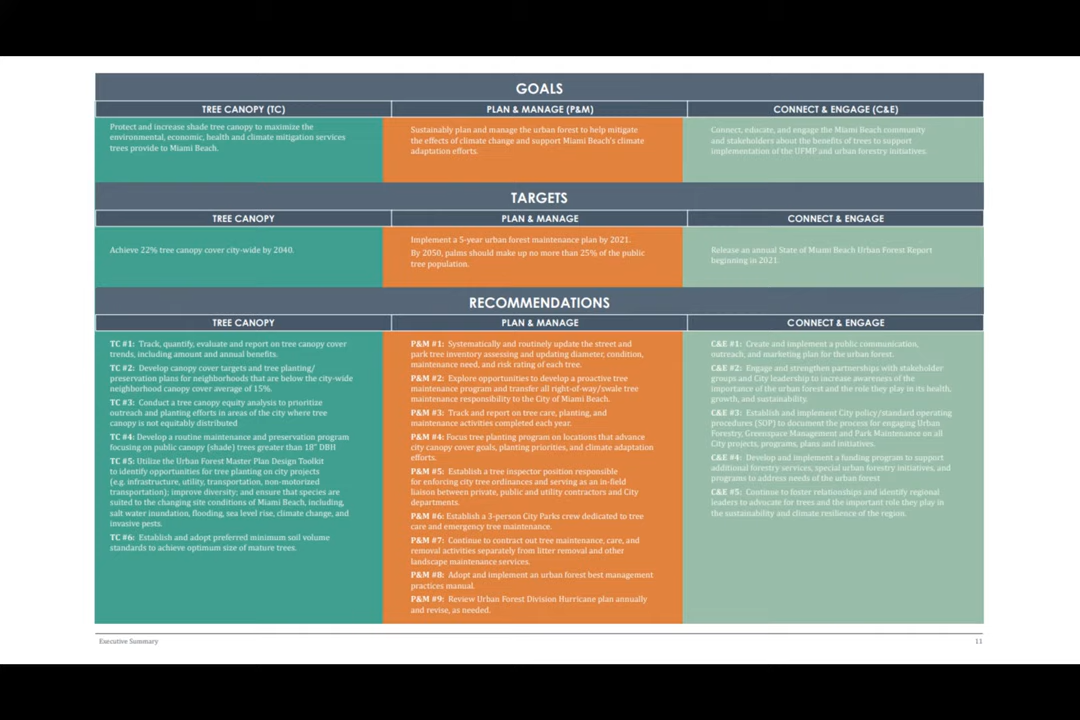 GOALS
TREE CANOPY (TC)
PLAN & MANAGE (P&M)
CONNECT & ENGAGE (C&E)
Protect and increase shade tree canopy to maximize the
environmental, economic, health and climate mitigation services
trees provide to Miami Beach.
Sustainably plan and manage the urban forest to help mitigate
the effects of climate change and support Miami Beach's climate
adaptation efforts.
Connect, educate, and engage the Miami Beach community
and stakeholders about the benefits of trees to support
implementation of the UFMP and urban forestry initiatives.
TARGETS
TREE CANOPY
PLAN & MANAGE
CONNECT & ENGAGE
Achieve 22% tree canopy cover city-wide by 2040.
Implement a 5-year urban forest maintenance plan by 2021.
By 2050, palms should make up no more than 25% of the public
tree population.
Release an annual State of Miami Beach Urban Forest Report
beginning in 2021.
RECOMMENDATIONS
TREE CANOPY
PLAN & MANAGE
CONNECT & ENGAGE
TC #1: Track, quantify, evaluate and report on tree canopy cover
trends, including amount and annual benefits.
TC #2: Develop canopy cover targets and tree planting/
preservation plans for neighborhoods that are below the city-wide
neighborhood canopy cover average of 15%.
TC #3: Conduct a tree canopy equity analysis to prioritize
outreach and planting efforts in areas of the city where tree
canopy is not equitably distributed
TC #4: Develop a routine maintenance and preservation program
focusing on public canopy (shade) trees greater than 18" DBH
TC #5: Utilize the Urban Forest Master Plan Design Toolkit
to identify opportunities for tree planting on city projects
(e.g. infrastructure, utility, transportation, non-motorized
transportation); improve diversity; and ensure that species are
suited to the changing site conditions of Miami Beach, including,
salt water inundation, flooding, sea level rise, climate change, and
invasive pests.
TC #6: Establish and adopt preferred minimum soil volume
standards to achieve optimum size of mature trees.
P&M #1: Systematically and routinely update the street and
park tree inventory assessing and updating diameter, condition,
maintenance need, and risk rating of each tree.
P&M #2: Explore opportunities to develop a proactive tree
maintenance program and transfer all right-of-way/swale tree
maintenance responsibility to the City of Miami Beach.
P&M #3: Track and report on tree care, planting, and
maintenance activities completed each year.
P&M #4: Focus tree planting program on locations that advance
city canopy cover goals, planting priorities, and climate adaptation
efforts.
P&M #5: Establish a tree inspector position responsible
for enforcing city tree ordinances and serving as an in-field
liaison between private, public and utility contractors and City
departments.
P&M #6: Establish a 3-person City Parks crew dedicated to tree
care and emergency tree maintenance.
P&M #7: Continue to contract out tree maintenance, care, and
removal activities separately from litter removal and other
landscape maintenance services.
P&M #8: Adopt and implement an urban forest best management
practices manual.
P&M #9: Review Urban Forest Division Hurricane plan annually
and revise, as needed.
C&E #1: Create and implement a public communication,
outreach, and marketing plan for the urban forest.
C&E #2: Engage and strengthen partnerships with stakeholder
groups and City leadership to increase awareness of the
importance of the urban forest and the role they play in its health,
growth, and sustainability.
C&E #3: Establish and implement City policy/standard operating
procedures (SOP) to document the process for engaging Urban
Forestry, Greenspace Management and Park Maintenance on all
City projects, programs, plans and initiatives.
C&E #4: Develop and implement a funding program to support
additional forestry services, special urban forestry initiatives, and
programs to address needs of the urban forest
C&E #5: Continue to foster relationships and identify regional
leaders to advocate for trees and the important role they play in
the sustainability and climate resilience of the region.
Executive Summary
11